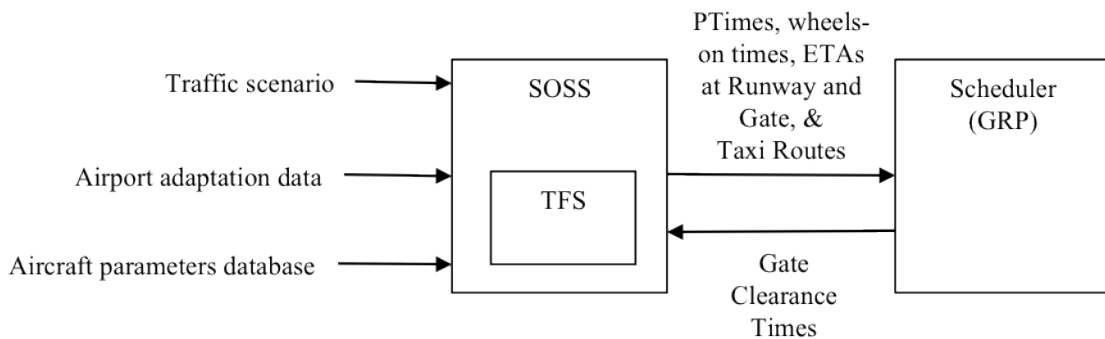 Traffic scenario
Airport adaptation data
Aircraft parameters database
SOSS
TFS
PTimes, wheels-
on times, ETAs
at Runway and
Gate, &
Taxi Routes
Gate
Clearance
Times
Scheduler
(GRP)